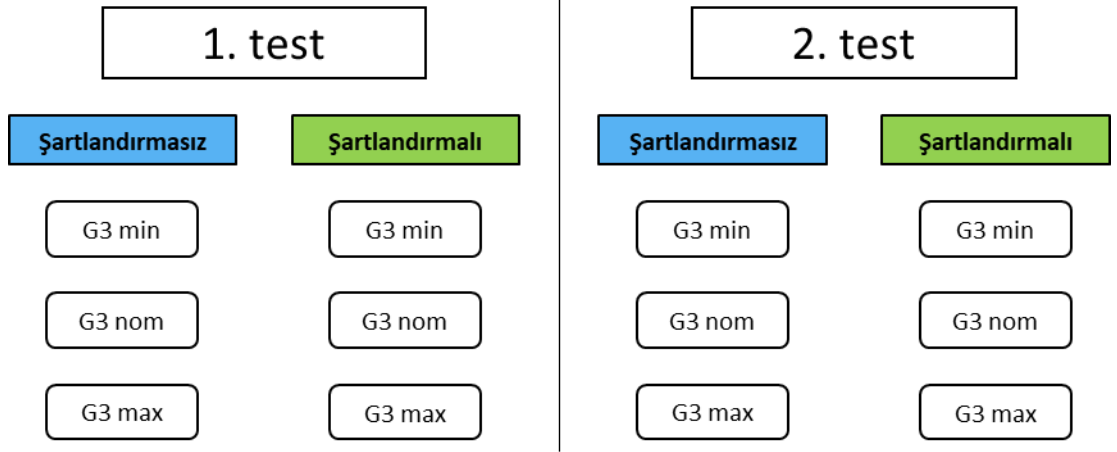 1. test
Şartlandırmasız
Şartlandırmalı
G3 min
G3 min
G3 nom
G3 nom
G3 max
G3 max
2. test
Şartlandırmasız
Şartlandırmalı
G3 min
G3 min
G3 nom
G3 nom
G3 max
G3 max